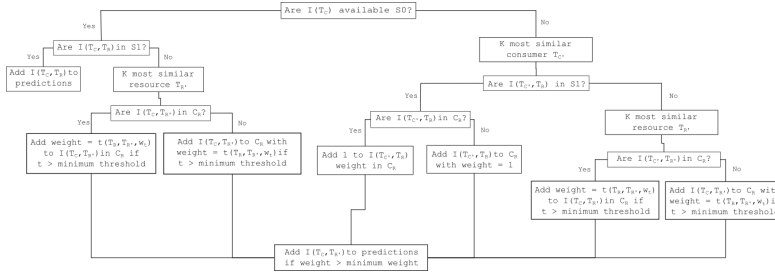 Are I(T_C) available S0?
Yes
No
Are I(T_C,T_R)in S1?
K most similar
consumer T_C'
Yes
No
Add I(T_C,T_R)to
predictions
K most similar
resource T_R'
Are I(T_C',T_R)in S1?
Yes
No
Are I(T_C,T_R')in C_R?
Are I(T_C',T_R)in C_R?
K most similar
resource T_R'
Yes
No
Yes
No
Add weight = t(T_R,T_R',w_t)
to I(T_C,T_R')in C_R if
t > minimum threshold
Add I(T_C,T_R')to C_R with
weight = t(T_R,T_R',w_t)if
t > minimum threshold
Add 1 to I(T_C',T_R)
weight in C_R
Add I(T_C',T_R)to C_R
with weight = 1
Are I(T_C',T_R')in C_R?
Yes
No
Add weight = t(T_R,T_R',w_t)
to I(T_C,T_R')in C_R if
t > minimum threshold
Add I(T_C,T_R')to C_R wit
weight = t(T_R,T_R',w_t)i
t > minimum threshol
Add I(T_C,T_R')to predictions
if weight > minimum weight